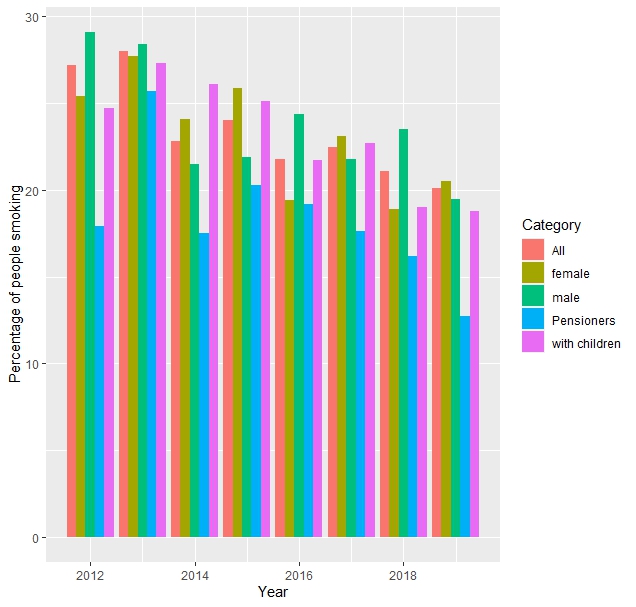 30
20
10
0
Percentage of people smoking
2012 2014 2016 2018
Year
Category
All
female
male
Pensioners
with children